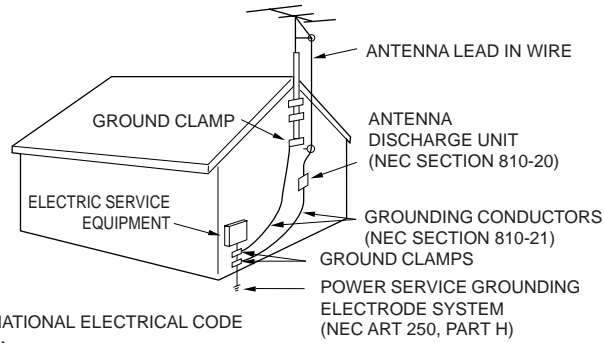 ANTENNA LEAD IN WIRE
GROUND CLAMP
ANTENNA
DISCHARGE UNIT
(NEC SECTION 810-20)
ELECTRIC SERVICE
EQUIPMENT
GROUNDING CONDUCTORS
(NEC SECTION 810-21)
GROUND CLAMPS
POWER SERVICE GROUNDING
ELECTRODE SYSTEM
(NEC ART 250, PART H)
NATIONAL ELECTRICAL CODE